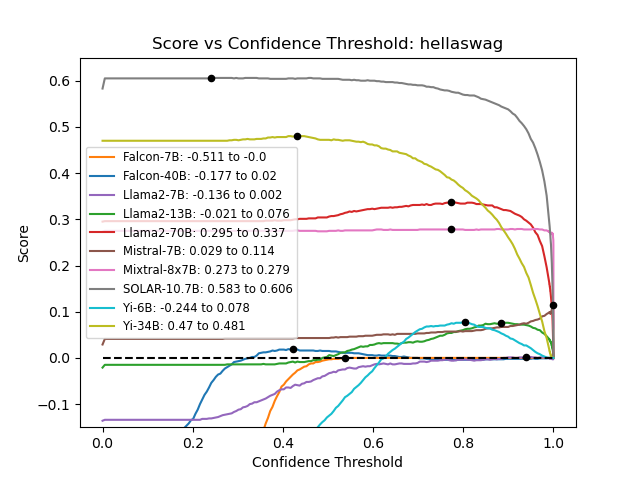 Score vs Confidence Threshold: hellaswag
Score
0.6
0.5
0.4
0.3
0.2
0.1
0.0
−0.1
Falcon-7B: -0.511 to -0.0
Falcon-40B: -0.177 to 0.02
Llama2-7B: -0.136 to 0.002
Llama2-13B: -0.021 to 0.076
Llama2-70B: 0.295 to 0.337
Mistral-7B: 0.029 to 0.114
Mixtral-8x7B: 0.273 to 0.279
SOLAR-10.7B: 0.583 to 0.606
Yi-6B: -0.244 to 0.078
Yi-34B: 0.47 to 0.481
0.0 0.2 0.4 0.6 0.8 1.0
Confidence Threshold